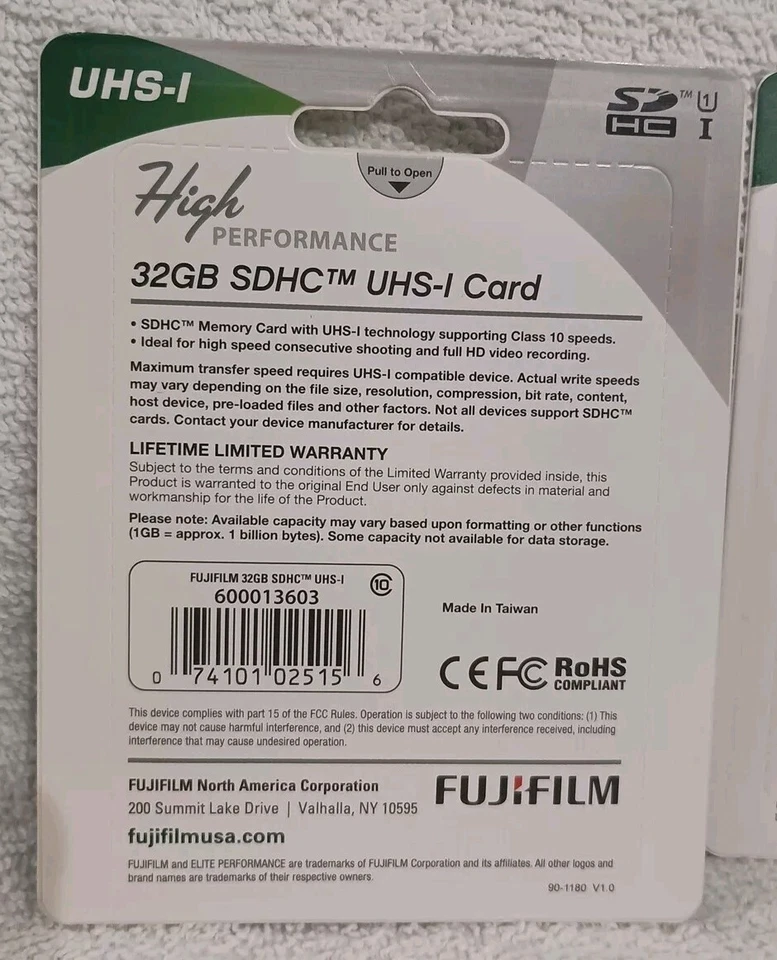 UHS-I
SDHC™ U1 I
Pull to Open
High
PERFORMANCE
32GB SDHC™ UHS-I Card
• SDHC™ Memory Card with UHS-I technology supporting Class 10 speeds.
• Ideal for high speed consecutive shooting and full HD video recording.
Maximum transfer speed requires UHS-I compatible device. Actual write speeds
may vary depending on the file size, resolution, compression, bit rate, content,
host device, pre-loaded files and other factors. Not all devices support SDHC™
cards. Contact your device manufacturer for details.
LIFETIME LIMITED WARRANTY
Subject to the terms and conditions of the Limited Warranty provided inside, this
Product is warranted to the original End User only against defects in material and
workmanship for the life of the Product.
Please note: Available capacity may vary based upon formatting or other functions
(1GB = approx. 1 billion bytes). Some capacity not available for data storage.
FUJIFILM 32GB SDHC™ UHS-I 10
600013603
0 74101 02515 6
Made In Taiwan
CE FC RoHS
COMPLIANT
This device complies with part 15 of the FCC Rules. Operation is subject to the following two conditions: (1) This
device may not cause harmful interference, and (2) this device must accept any interference received, including
interference that may cause undesired operation.
FUJIFILM North America Corporation
200 Summit Lake Drive | Valhalla, NY 10595
fujifilmusa.com
FUJIFILM
FUJIFILM and ELITE PERFORMANCE are trademarks of FUJIFILM Corporation and its affiliates. All other logos and
brand names are trademarks of their respective owners.
90-1180 V1.0